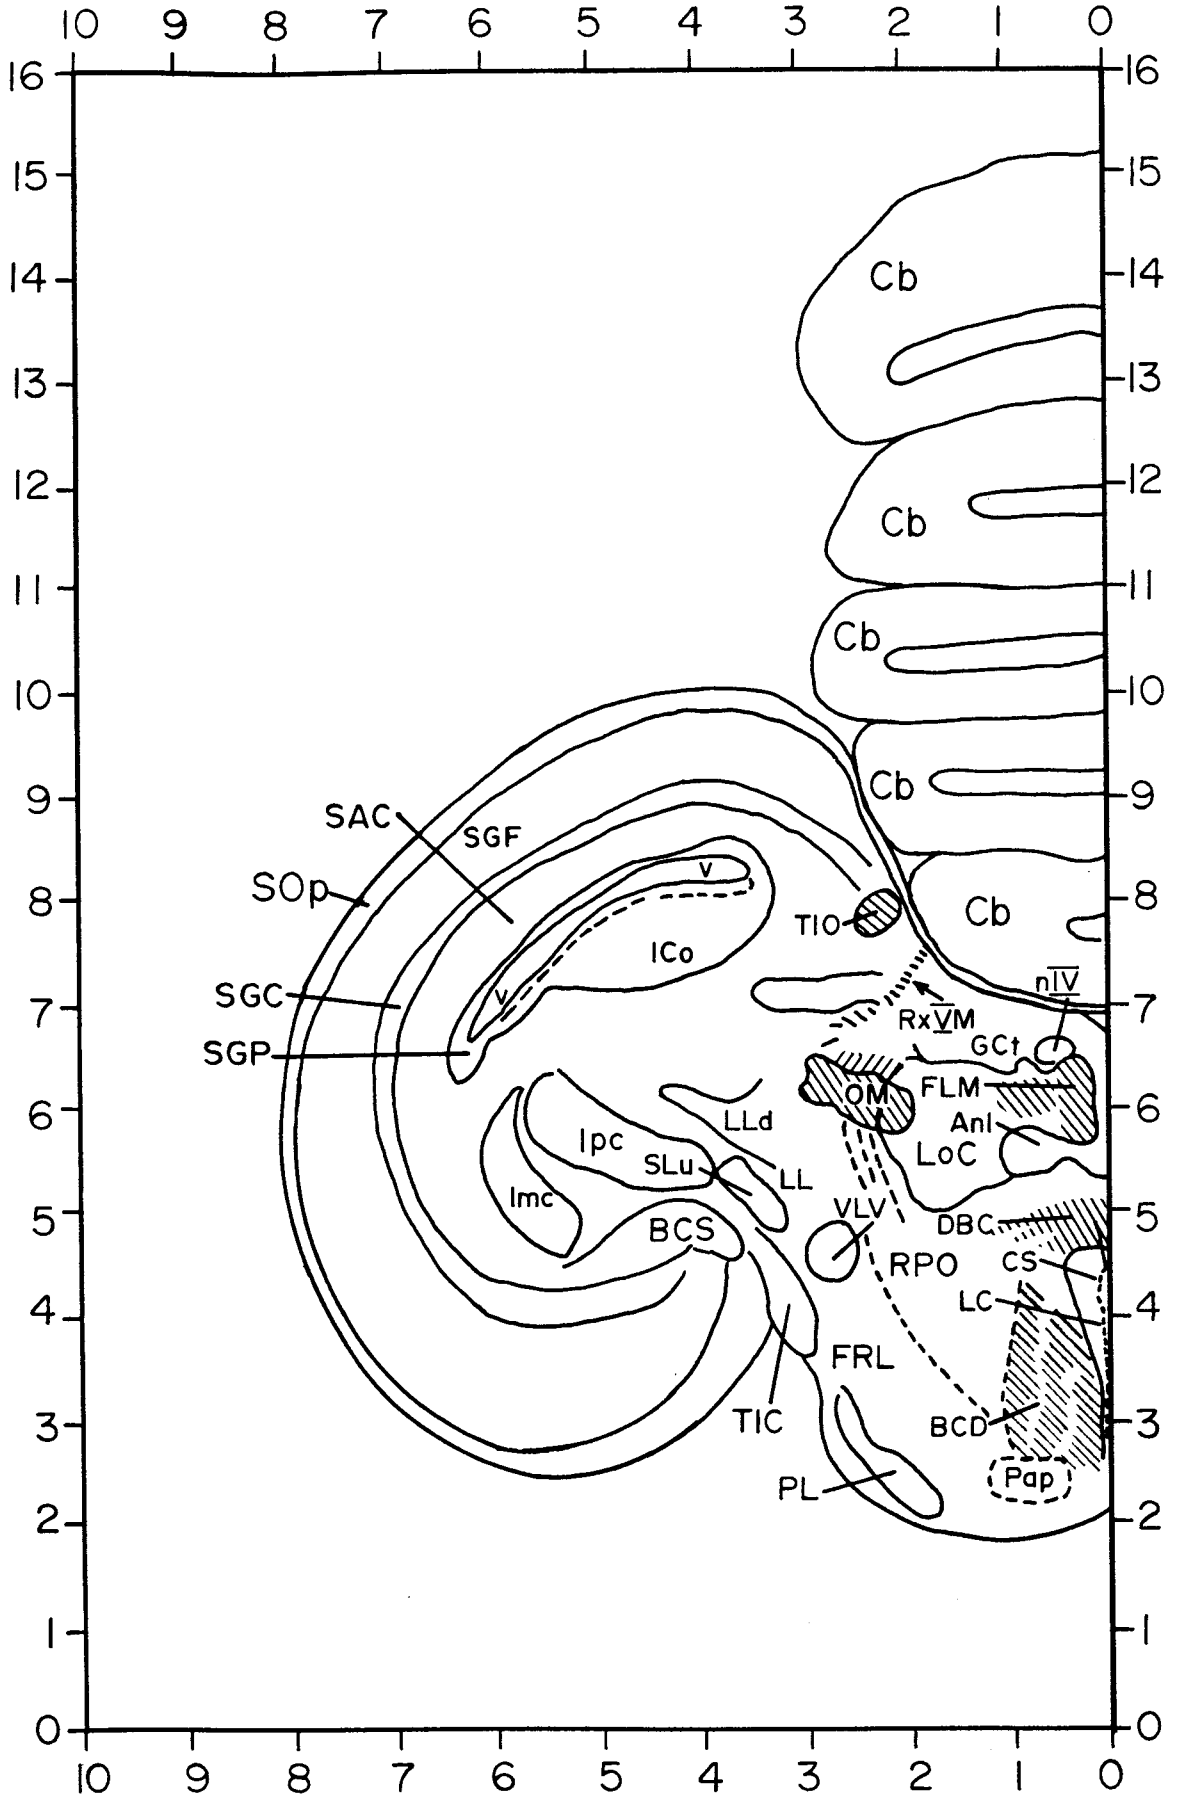 10 9 8 7 6 5 4 3 2 1 0
16 16
15 15
14 Cb 14
13 13
12 12
Cb
11 11
Cb
10 10
9 Cb 9
SAC SGF
SOp v 8 8
TIO Cb
ICo
SGC v nIV
7 7
RxVM
SGP GCt
OM FLM
6 LLd 6
Ipc AnI
SLu LoC
Imc LL
5 BCS VLV DBC 5
RPO CS
LC
4 4
FRL
TIC BCD
3 3
PL Pap
2 2
1 1
0 0
10 9 8 7 6 5 4 3 2 1 0